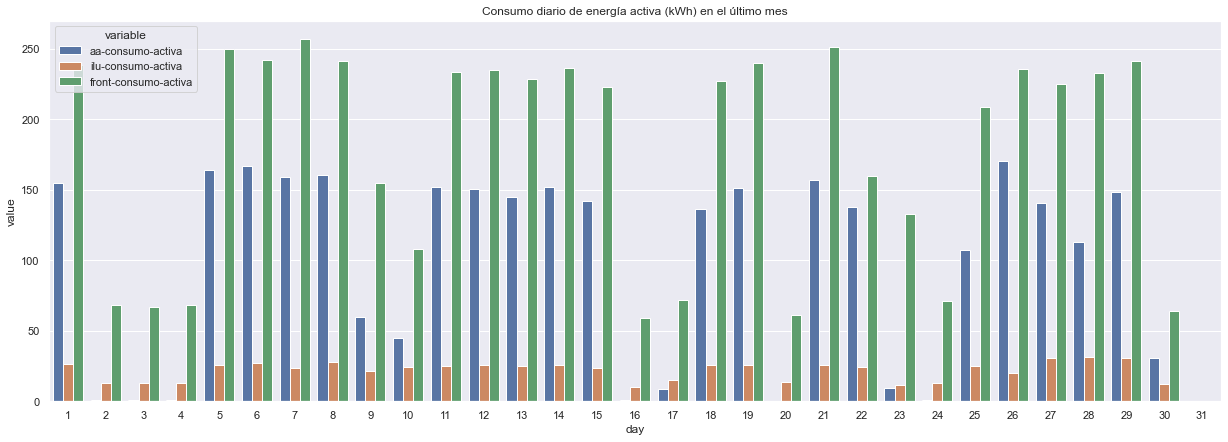 Consumo diario de energía activa (kWh) en el último mes
variable
aa-consumo-activa
ilu-consumo-activa
front-consumo-activa
250
200
150
100
50
0
value
1 2 3 4 5 6 7 8 9 10 11 12 13 14 15 16 17 18 19 20 21 22 23 24 25 26 27 28 29 30 31
day